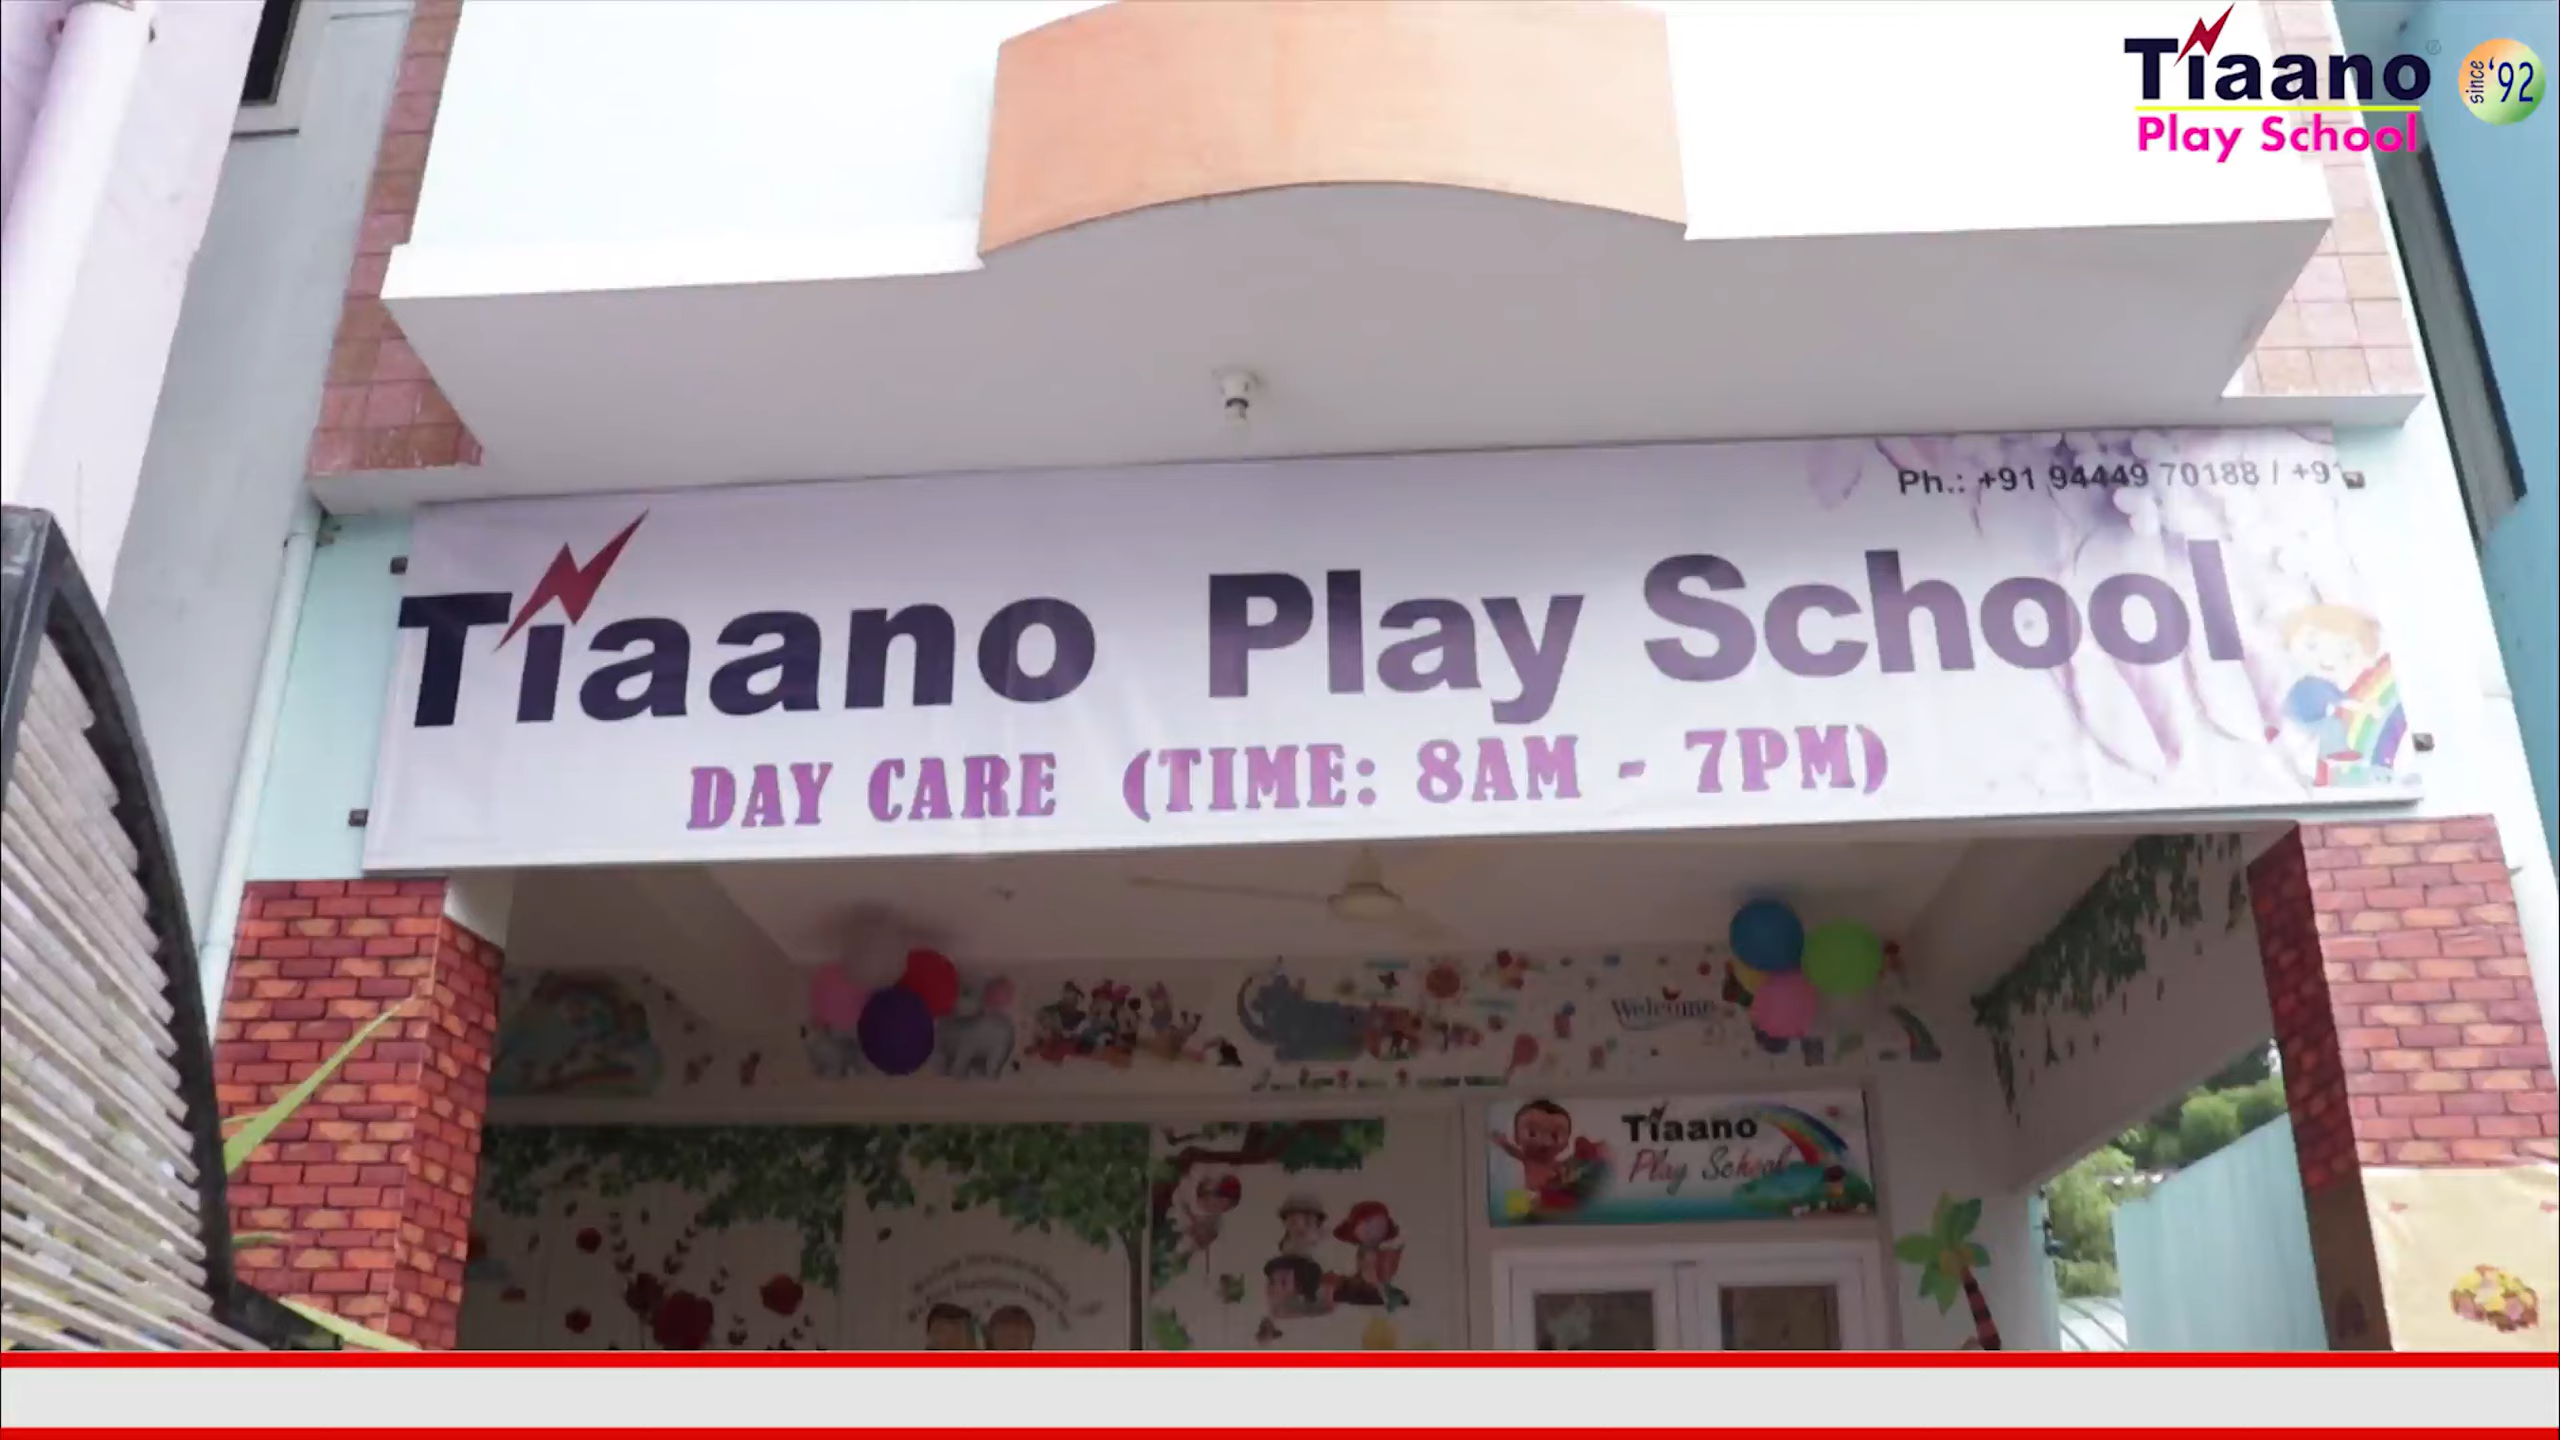 Tiaano
since '92
Play School
Ph.: +91 94449 70188 / +91
Tiaano Play School
DAY CARE (TIME: 8AM - 7PM)
Welcome
Tiaano
Play School